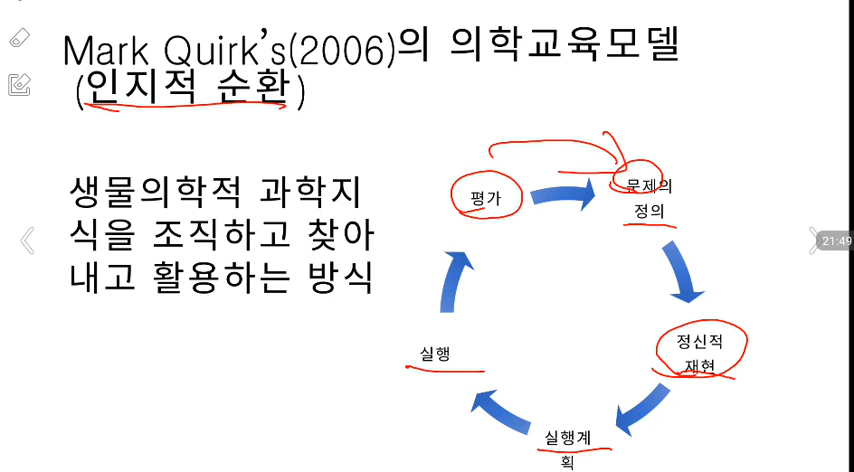 Mark Quirk's(2006)의 의학교육모델
(인지적 순환)
생물의학적 과학지
식을 조직하고 찾아
내고 활용하는 방식
평가
문제의
정의
정신적
재현
실행계
획
실행
21:49